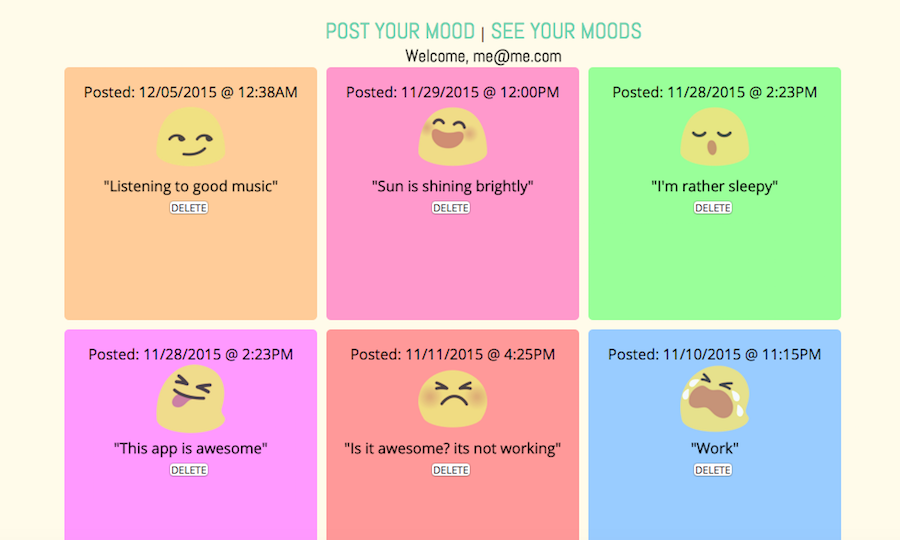 POST YOUR MOOD | SEE YOUR MOODS
Welcome, me@me.com
Posted: 12/05/2015 @ 12:38AM
"Listening to good music"
DELETE
Posted: 11/29/2015 @ 12:00PM
"Sun is shining brightly"
DELETE
Posted: 11/28/2015 @ 2:23PM
"I'm rather sleepy"
DELETE
Posted: 11/28/2015 @ 2:23PM
"This app is awesome"
DELETE
Posted: 11/11/2015 @ 4:25PM
"Is it awesome? its not working"
DELETE
Posted: 11/10/2015 @ 11:15PM
"Work"
DELETE